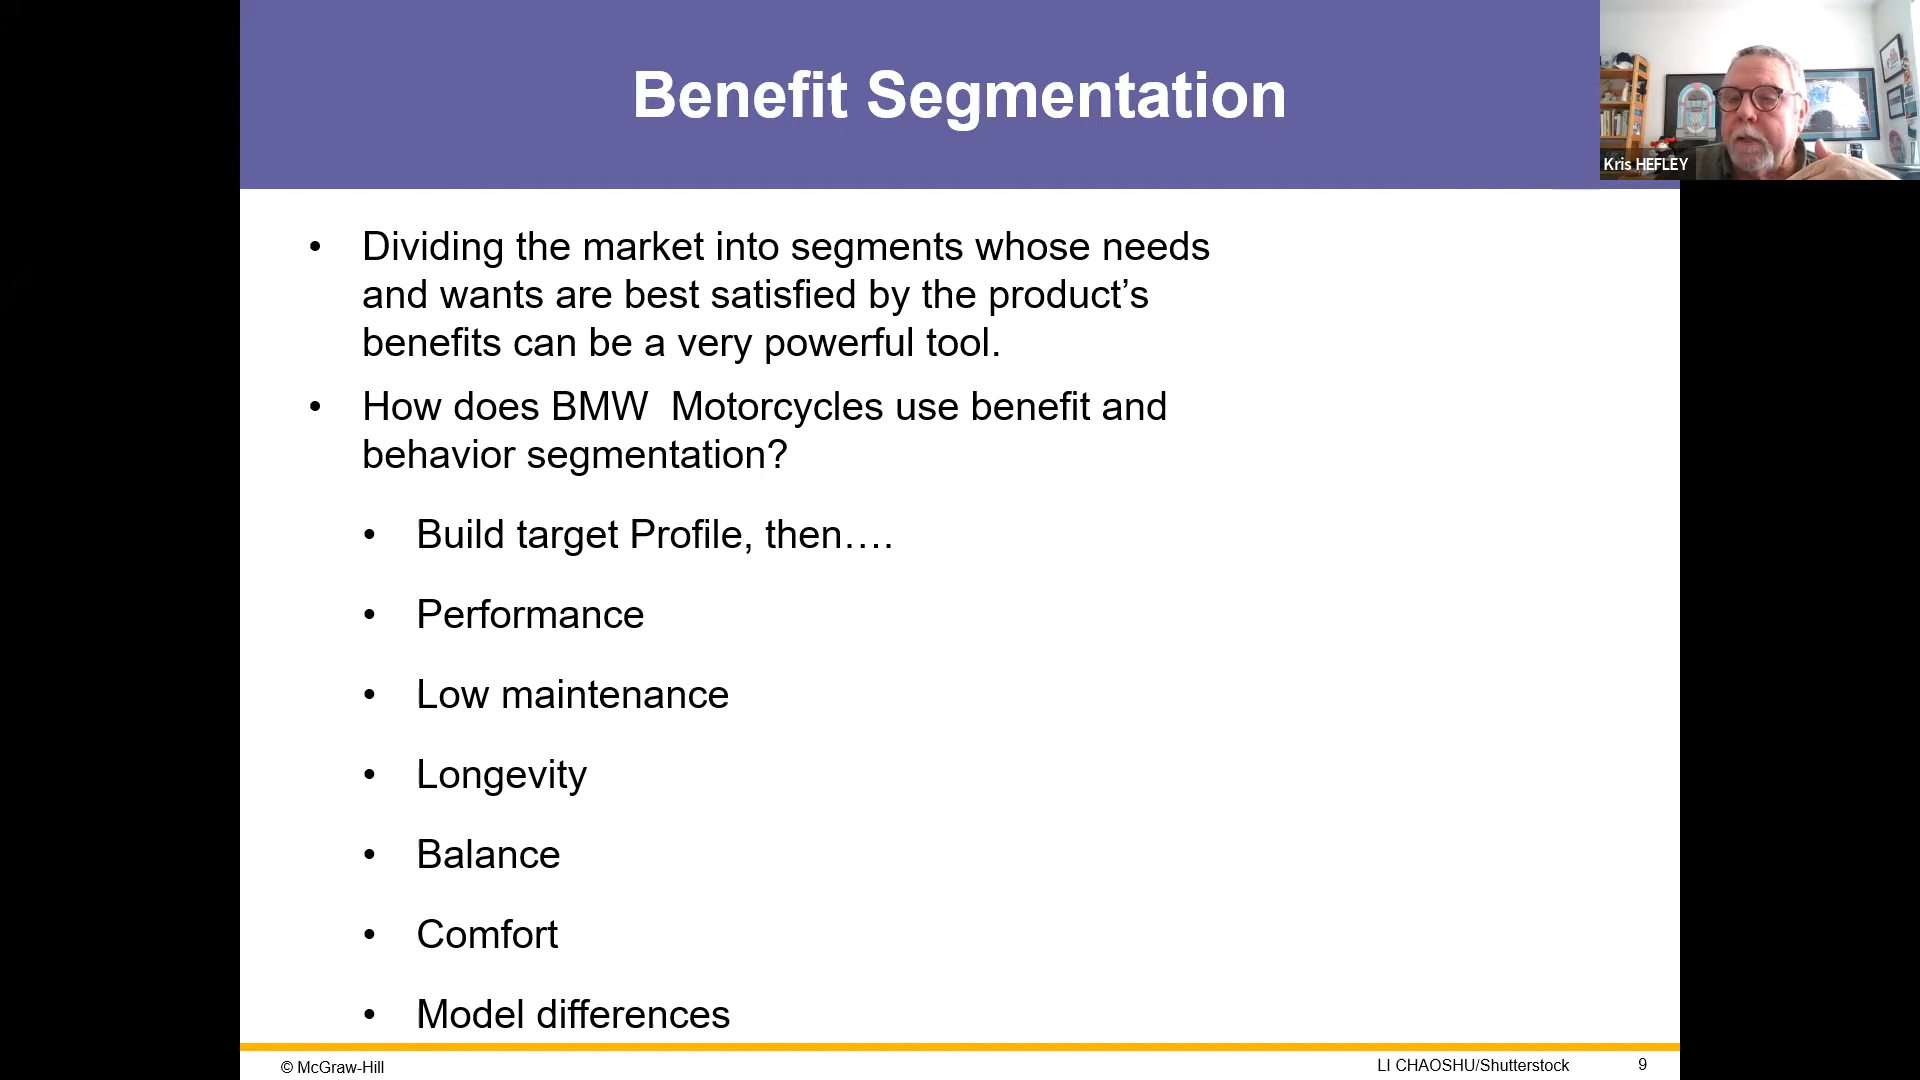 Benefit Segmentation
Kris HEFLEY
• Dividing the market into segments whose needs
and wants are best satisfied by the product’s
benefits can be a very powerful tool.
• How does BMW  Motorcycles use benefit and
behavior segmentation?
• Build target Profile, then….
• Performance
• Low maintenance
• Longevity
• Balance
• Comfort
• Model differences
© McGraw-Hill
LI CHAOSHU/Shutterstock
9